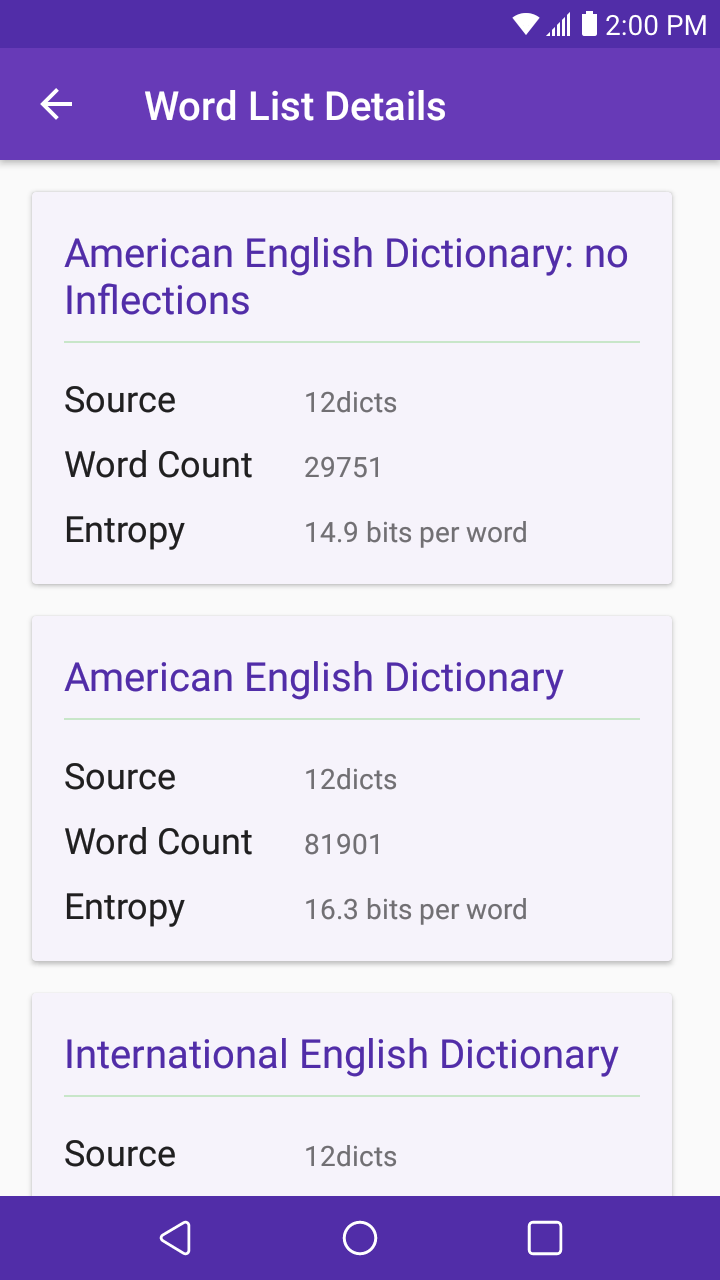 2:00 PM
Word List Details
American English Dictionary: no
Inflections
Source 12dicts
Word Count 29751
Entropy 14.9 bits per word
American English Dictionary
Source 12dicts
Word Count 81901
Entropy 16.3 bits per word
International English Dictionary
Source 12dicts